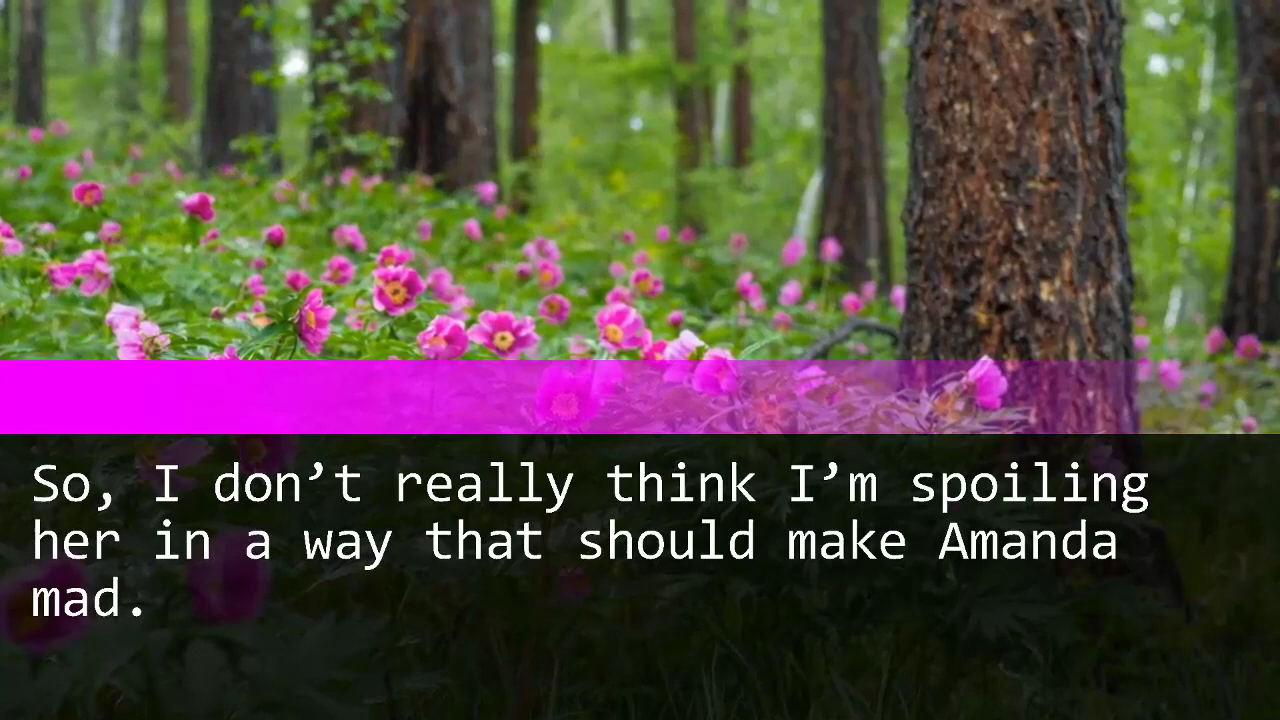 So, I don’t really think I’m spoiling
her in a way that should make Amanda
mad.